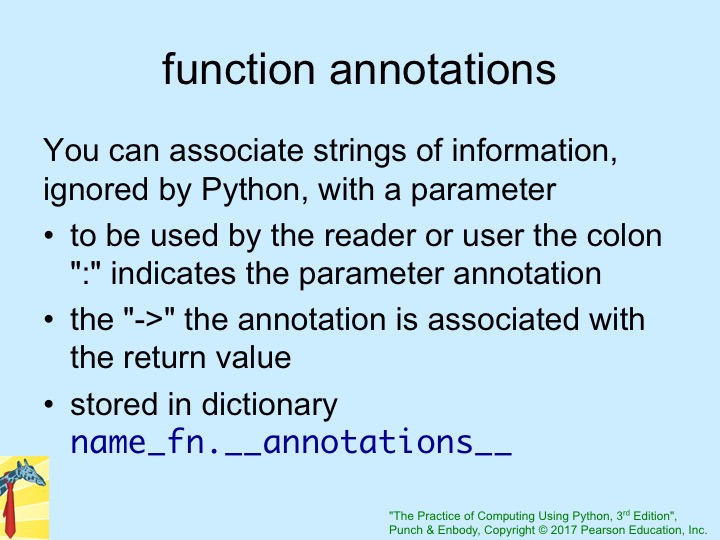 function annotations
You can associate strings of information,
ignored by Python, with a parameter
• to be used by the reader or user the colon
":" indicates the parameter annotation
• the "->" the annotation is associated with
the return value
• stored in dictionary
name_fn.__annotations__
"The Practice of Computing Using Python, 3rd Edition",
Punch & Enbody, Copyright © 2017 Pearson Education, Inc.